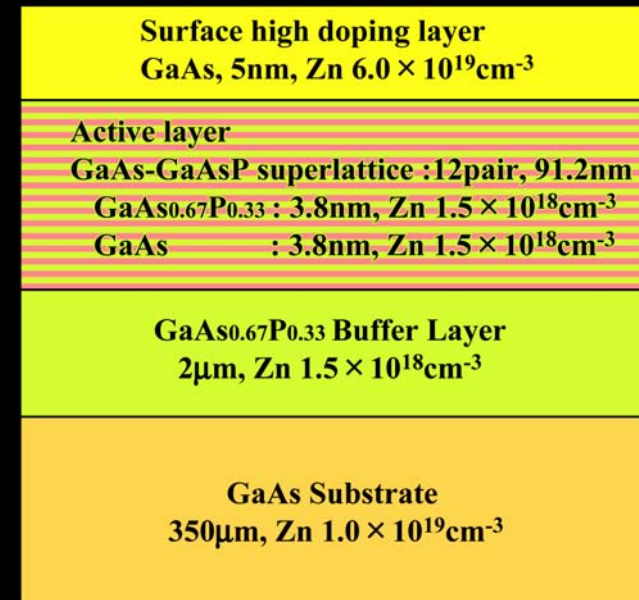 Surface high doping layer
GaAs, 5nm, Zn 6.0 × 10¹⁹cm⁻³
Active layer
GaAs-GaAsP superlattice :12pair, 91.2nm
GaAs₀.₆₇P₀.₃₃ : 3.8nm, Zn 1.5 × 10¹⁸cm⁻³
GaAs : 3.8nm, Zn 1.5 × 10¹⁸cm⁻³
GaAs₀.₆₇P₀.₃₃ Buffer Layer
2μm, Zn 1.5 × 10¹⁸cm⁻³
GaAs Substrate
350μm, Zn 1.0 × 10¹⁹cm⁻³